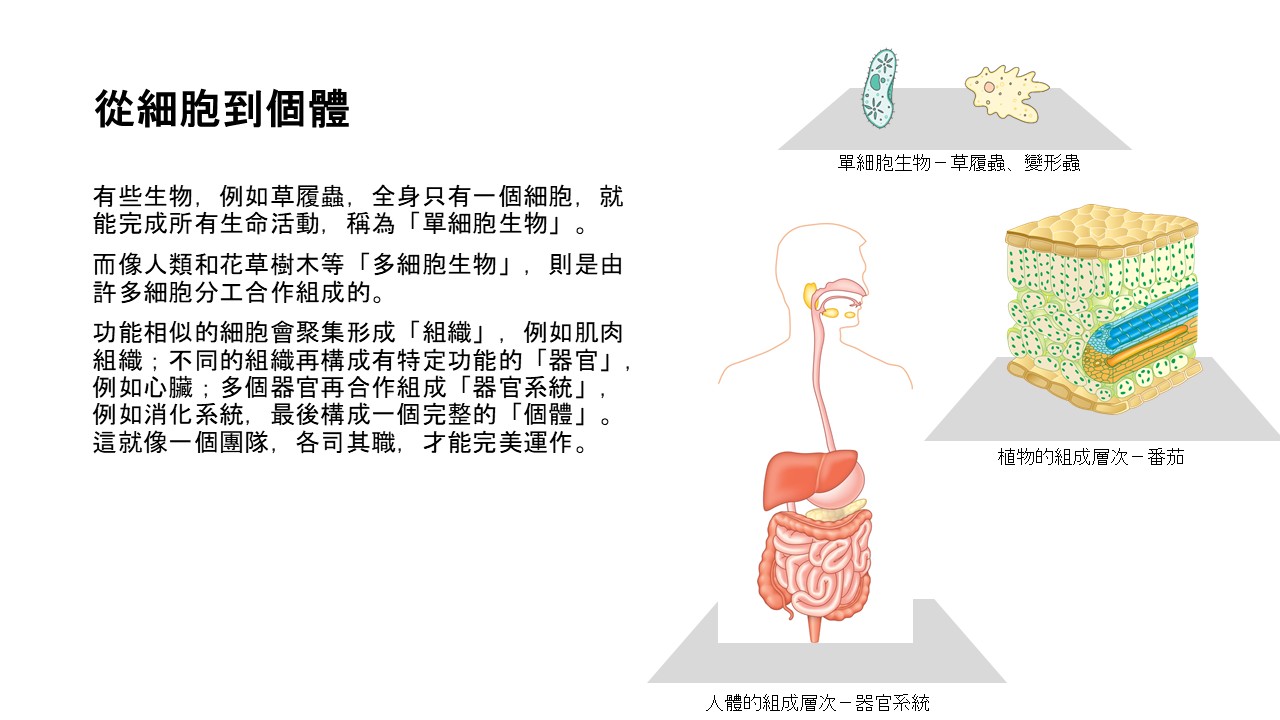 從細胞到個體
有些生物，例如草履蟲，全身只有一個細胞，就
能完成所有生命活動，稱為「單細胞生物」。
而像人類和花草樹木等「多細胞生物」，則是由
許多細胞分工合作組成的。
功能相似的細胞會聚集形成「組織」，例如肌肉
組織；不同的組織再構成有特定功能的「器官」，
例如心臟；多個器官再合作組成「器官系統」，
例如消化系統，最後構成一個完整的「個體」。
這就像一個團隊，各司其職，才能完美運作。
單細胞生物－草履蟲、變形蟲
植物的組成層次－番茄
人體的組成層次－器官系統